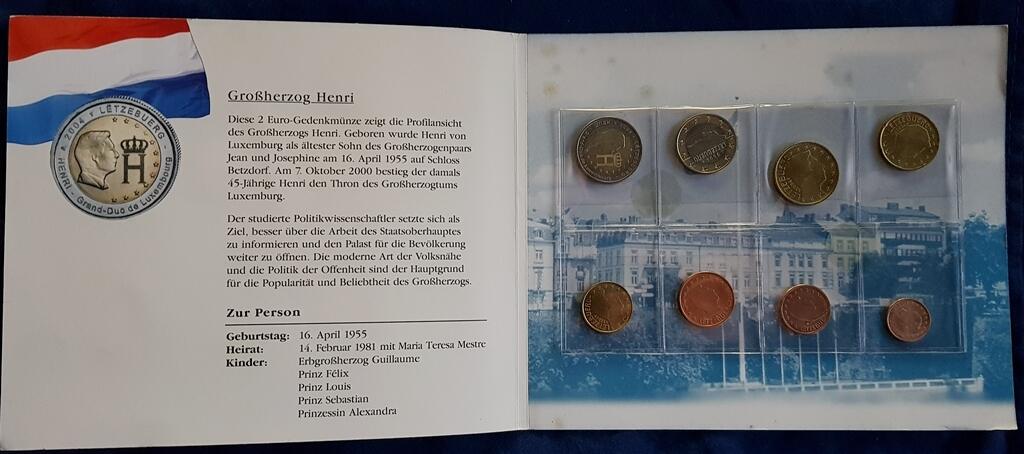 2004 LËTZEBUERG
H
HENRI - Grand-Duc de Luxembourg
Großherzog Henri
Diese 2 Euro-Gedenkmünze zeigt die Profilansicht
des Großherzogs Henri. Geboren wurde Henri von
Luxemburg als ältester Sohn des Großherzogenpaars
Jean und Josephine am 16. April 1955 auf Schloss
Betzdorf. Am 7. Oktober 2000 bestieg der damals
45-Jährige Henri den Thron des Großherzogtums
Luxemburg.
Der studierte Politikwissenschaftler setzte sich als
Ziel, besser über die Arbeit des Staatsoberhauptes
zu informieren und den Palast für die Bevölkerung
weiter zu öffnen. Die moderne Art der Volksnähe
und die Politik der Offenheit sind der Hauptgrund
für die Popularität und Beliebtheit des Großherzogs.
Zur Person
Geburtstag: 16. April 1955
Heirat: 14. Februar 1981 mit Maria Teresa Mestre
Kinder: Erbgroßherzog Guillaume
Prinz Félix
Prinz Louis
Prinz Sebastian
Prinzessin Alexandra